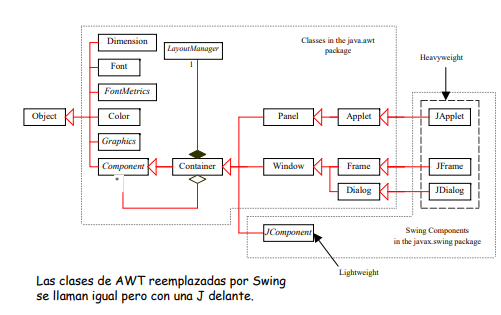 Classes in the java.awt
package
Dimension
LayoutManager
1
Font
Heavyweight
FontMetrics
Object
Color
Panel
Applet
JApplet
Graphics
Component
Container
Window
Frame
JFrame
*
Dialog
JDialog
JComponent
Swing Components
in the javax.swing package
Lightweight
Las clases de AWT reemplazadas por Swing
se llaman igual pero con una J delante.